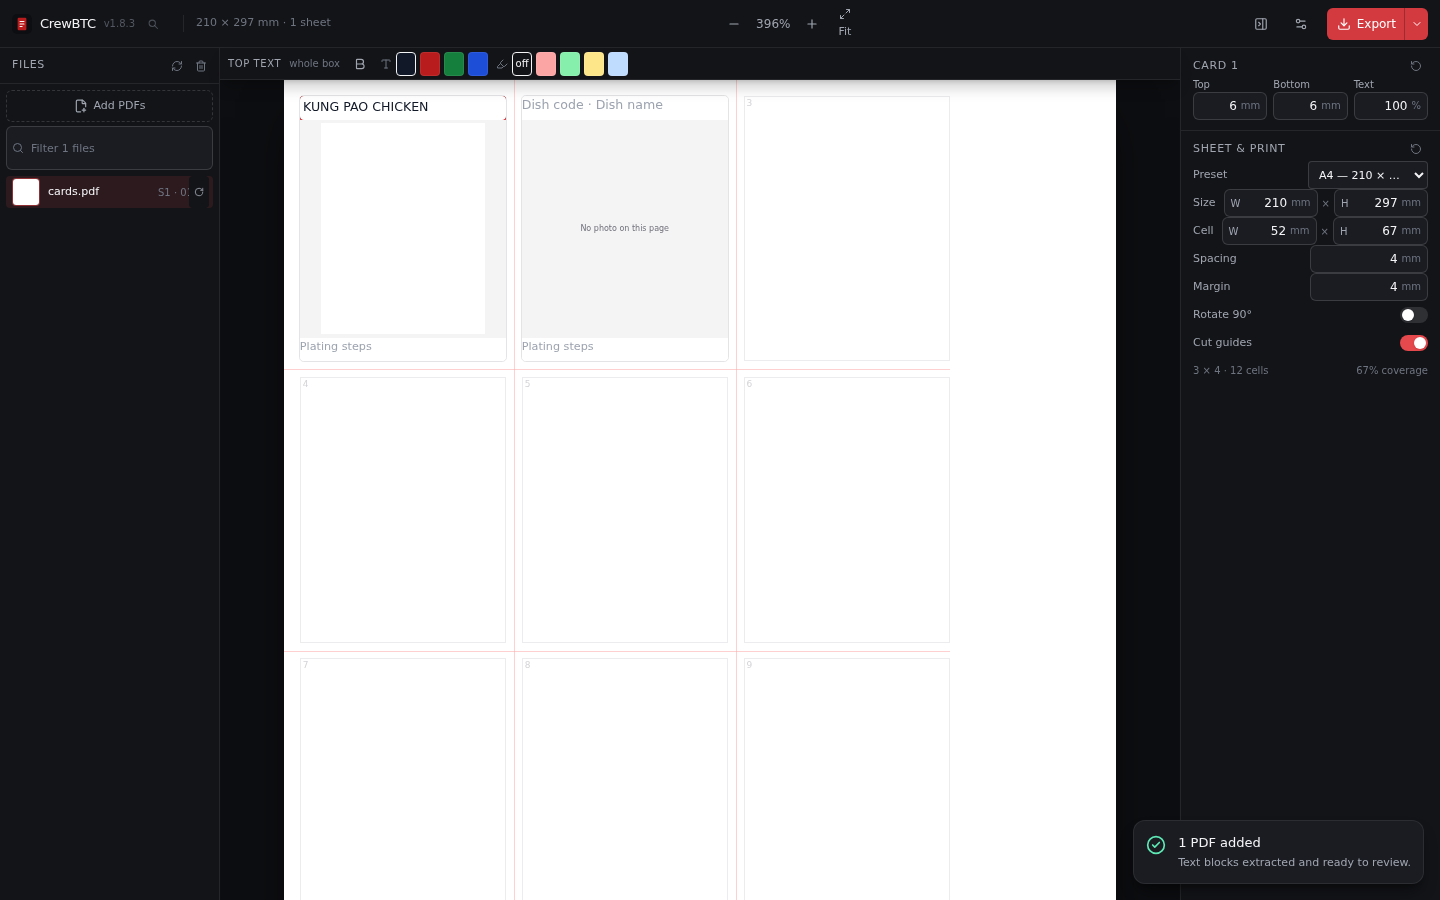 CrewBTC v1.8.3
210 × 297 mm · 1 sheet
396%
Fit
Export
FILES
Add PDFs
Filter 1 files
cards.pdf
S1 ·
TOP TEXT whole box
B T off
KUNG PAO CHICKEN
Plating steps
Dish code · Dish name
No photo on this page
Plating steps
3
4
5
6
7
8
9
CARD 1
Top Bottom Text
6 mm 6 mm 100 %
SHEET & PRINT
Preset A4 — 210 × ...
Size W 210 mm × H 297 mm
Cell W 52 mm × H 67 mm
Spacing 4 mm
Margin 4 mm
Rotate 90°
Cut guides
3 × 4 · 12 cells 67% coverage
1 PDF added
Text blocks extracted and ready to review.